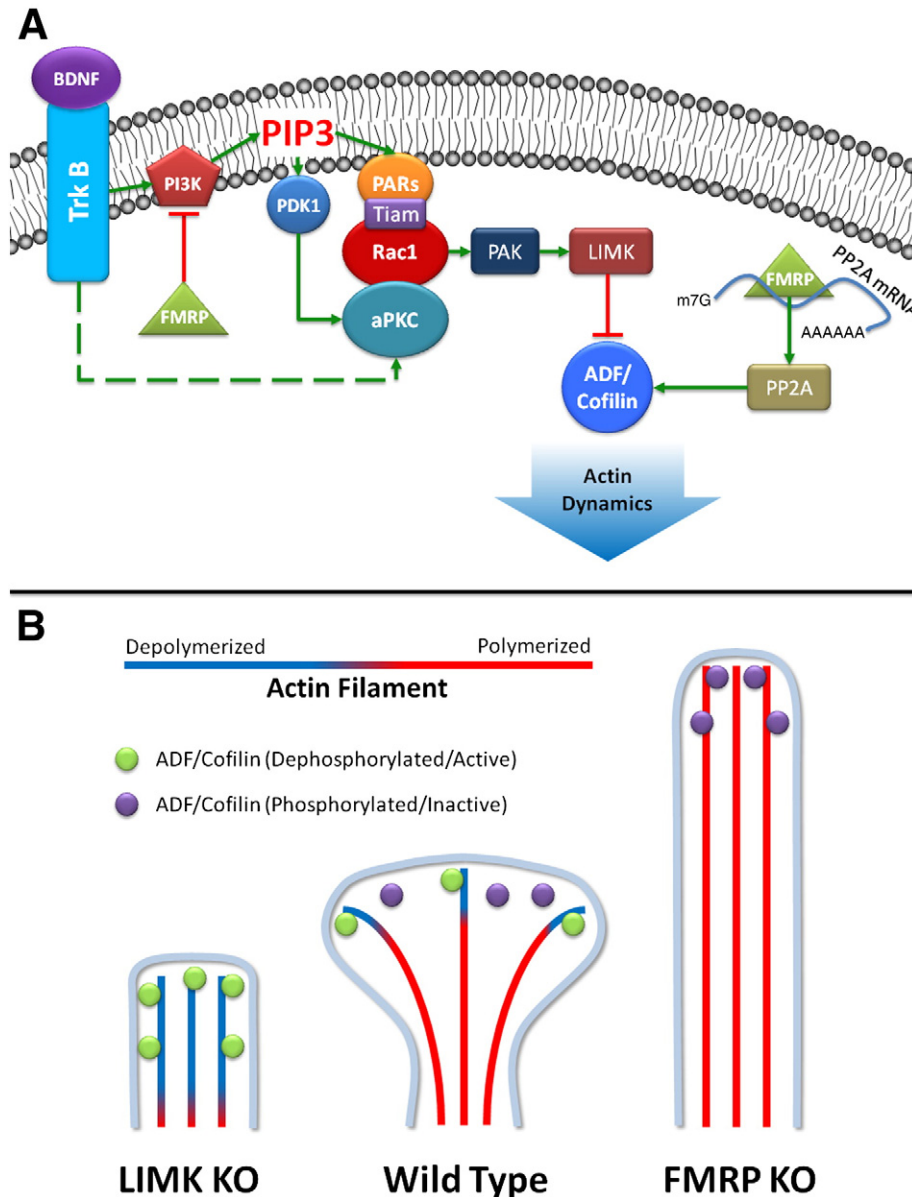 A
BDNF
Trk B
PIP3
PI3K
PDK1
PARs
Tiam
Rac1
aPKC
FMRP
PAK
LIMK
FMRP
PP2A mRNA
m7G
AAAAAA
PP2A
ADF/
Cofilin
Actin
Dynamics
B
Depolymerized
Polymerized
Actin Filament
ADF/Cofilin (Dephosphorylated/Active)
ADF/Cofilin (Phosphorylated/Inactive)
LIMK KO
Wild Type
FMRP KO